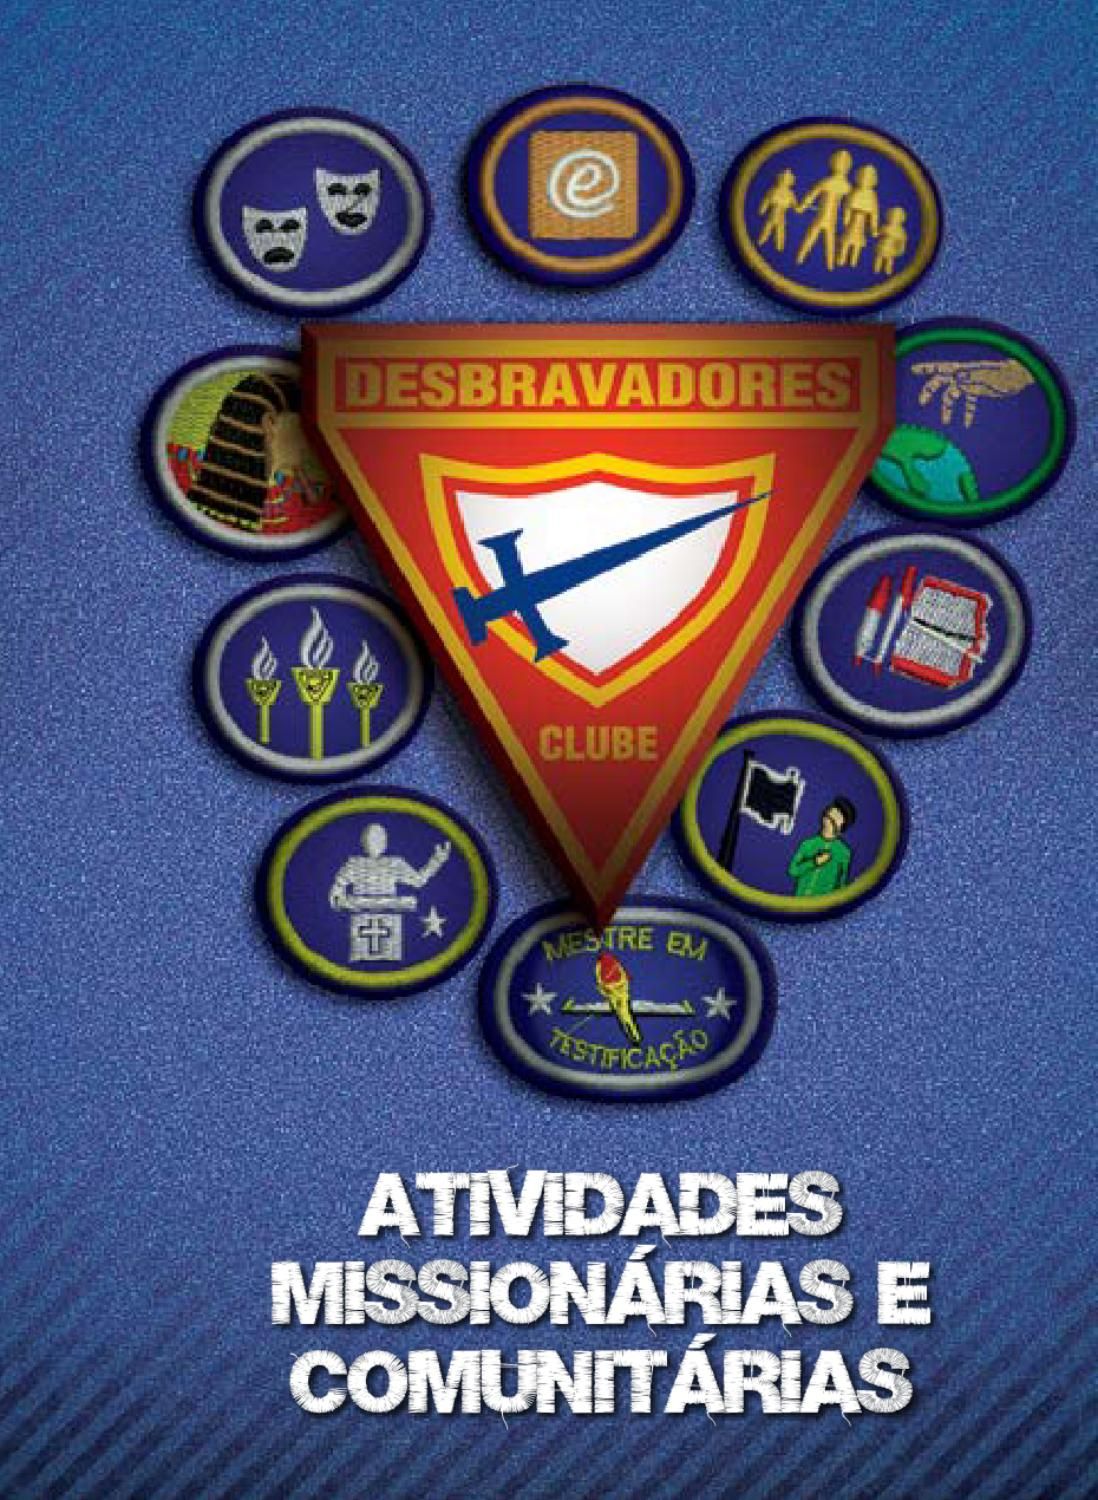 e
DESBRAVADORES
CLUBE
MESTRE EM
TESTIFICAÇÃO
ATIVIDADES
MISSIONÁRIAS E
COMUNITÁRIAS